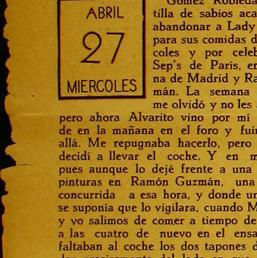 ABRIL
27
MIERCOLES
Gómez Robleda
tilla de sabios aca
abandonar a Lady
para sus comidas d
coles y por celeb
Sep's de Paris, en
na de Madrid y Ra
mán. La semana
me olvidó y no les
pero ahora Alvarito vino por mi
de en la mañana en el foro y fuim
allá. Me repugnaba hacerlo, pero
decidí a llevar el coche. Y en m
pues aunque lo dejé frente a una
pinturas en Ramón Guzmán, una
concurrida a esa hora, y donde un
se suponía que lo vigilara, cuando M
y yo salimos de comer a tiempo de
a las cuatro de nuevo en el ensa
faltaban al coche los dos tapones d